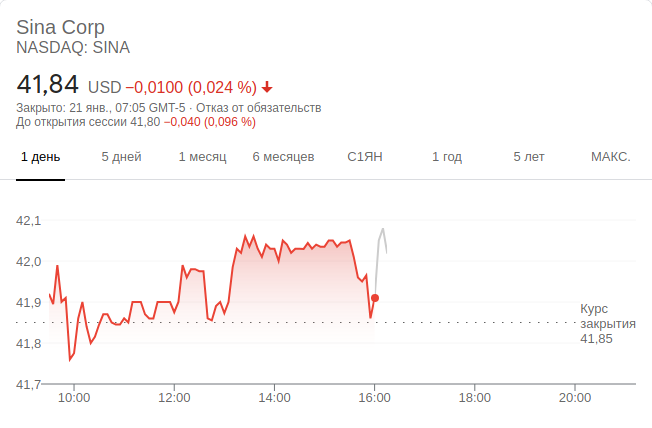 Sina Corp
NASDAQ: SINA
41,84 USD −0,0100 (0,024 %)
Закрыто: 21 янв., 07:05 GMT-5 · Отказ от обязательств
До открытия сессии 41,80 −0,040 (0,096 %)
1 день 5 дней 1 месяц 6 месяцев С1ЯН 1 год 5 лет МАКС.
42,1
42,0
41,9
Курс
закрытия
41,85
41,8
41,7
10:00 12:00 14:00 16:00 18:00 20:00